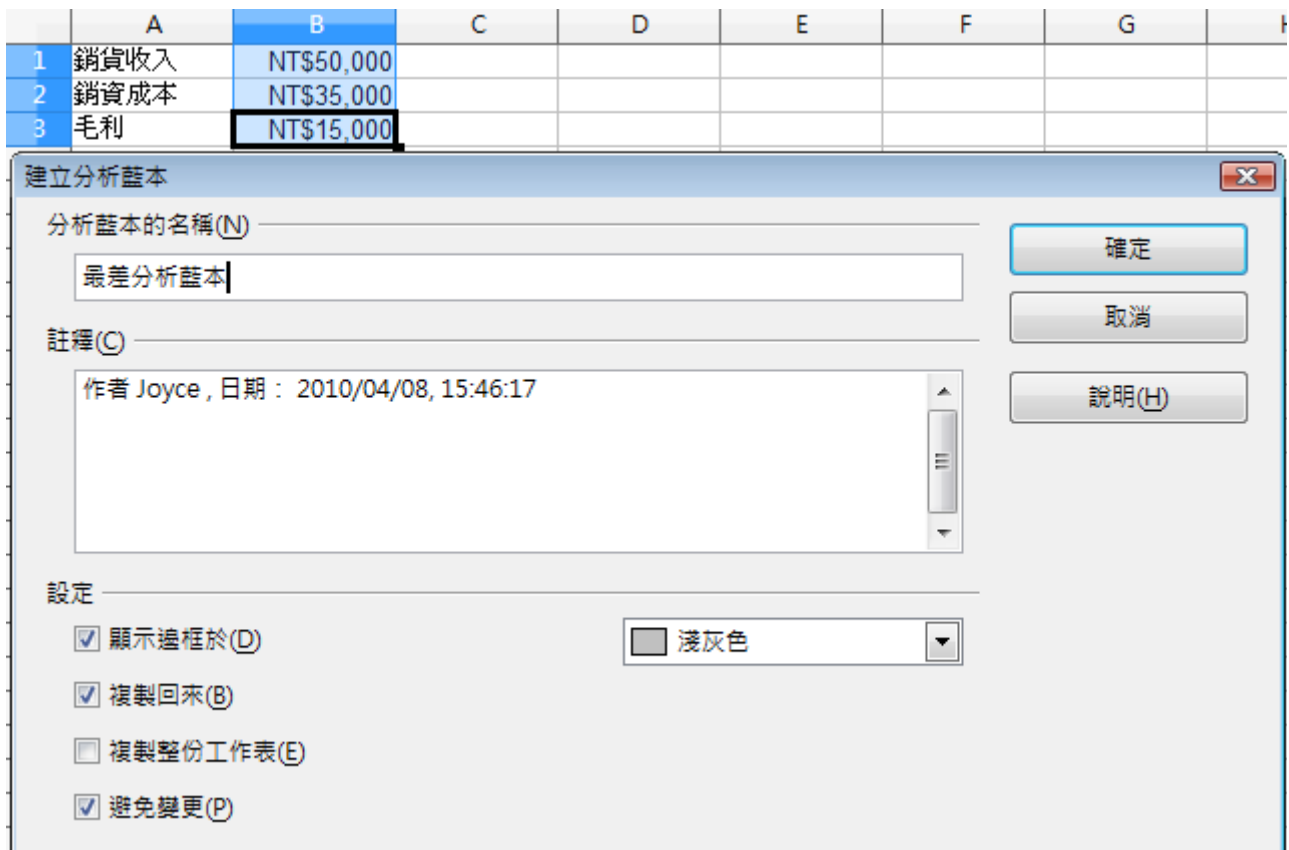 A B C D E F G H
1 銷貨收入 NT$50,000
2 銷資成本 NT$35,000
3 毛利 NT$15,000
建立分析藍本
分析藍本的名稱(N)
最差分析藍本
確定
取消
註釋(C)
作者 Joyce , 日期： 2010/04/08, 15:46:17
說明(H)
設定
顯示邊框於(D) 淺灰色
複製回來(B)
複製整份工作表(E)
避免變更(P)